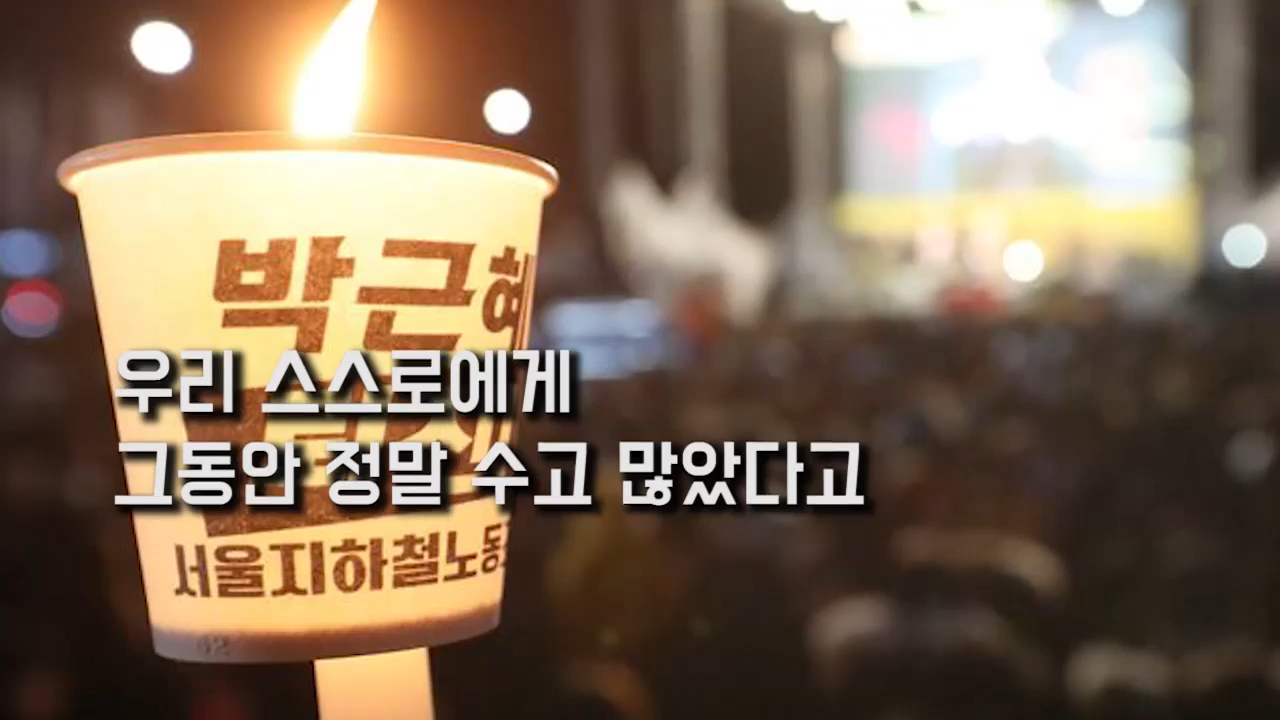 박근혜
우리 스스로에게
그동안 정말 수고 많았다고
서울지하철노동
62